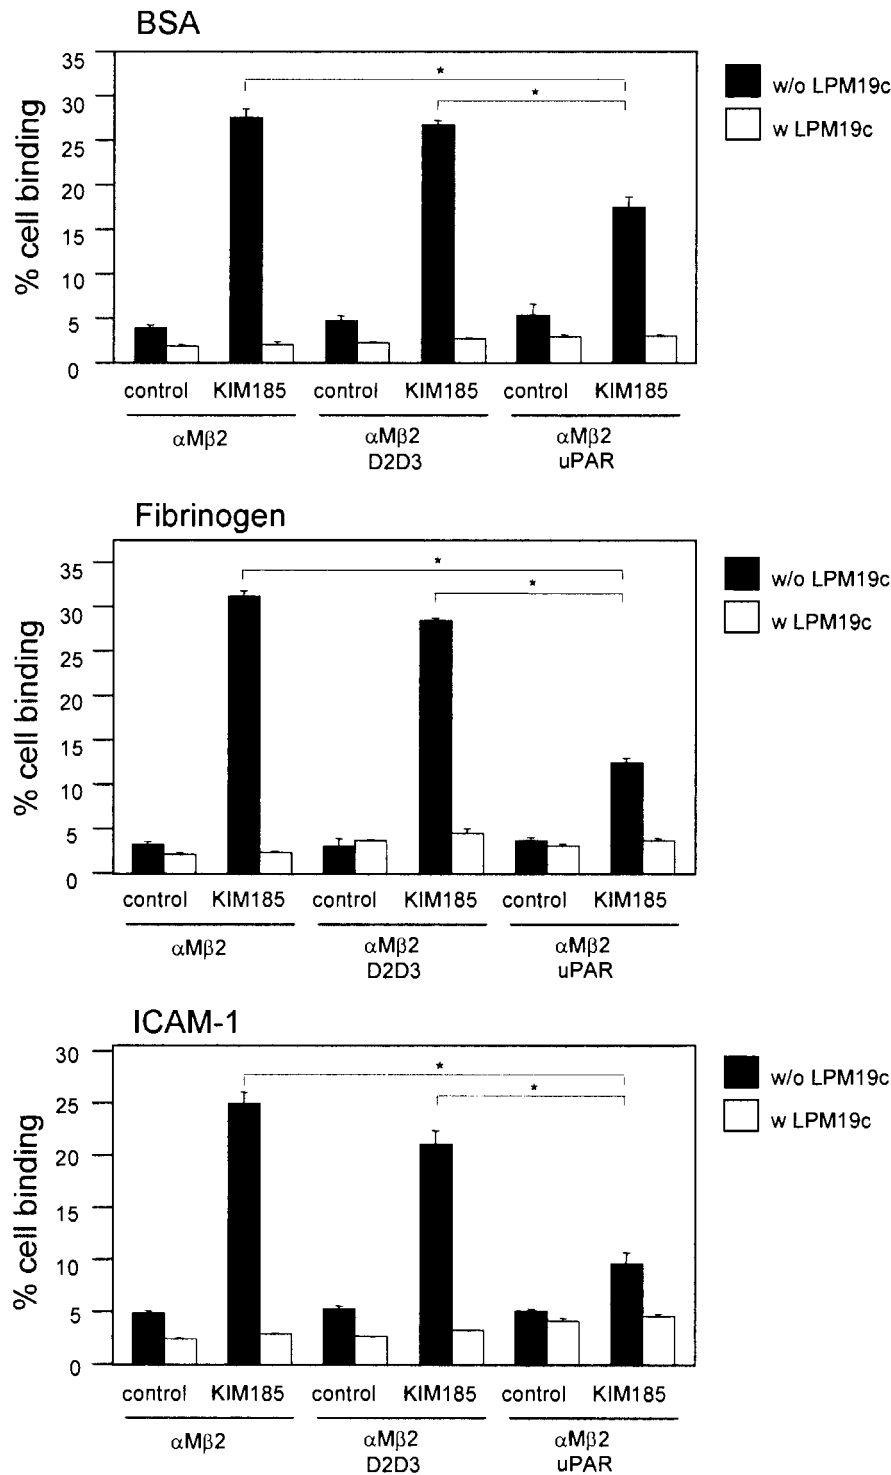 BSA
35
30
25
20
15
10
5
0
% cell binding
*
*
w/o LPM19c
w LPM19c
control KIM185 control KIM185 control KIM185
αMβ2 αMβ2 αMβ2
D2D3 uPAR
Fibrinogen
35
30
25
20
15
10
5
0
% cell binding
*
*
w/o LPM19c
w LPM19c
control KIM185 control KIM185 control KIM185
αMβ2 αMβ2 αMβ2
D2D3 uPAR
ICAM-1
30
25
20
15
10
5
0
% cell binding
*
*
w/o LPM19c
w LPM19c
control KIM185 control KIM185 control KIM185
αMβ2 αMβ2 αMβ2
D2D3 uPAR